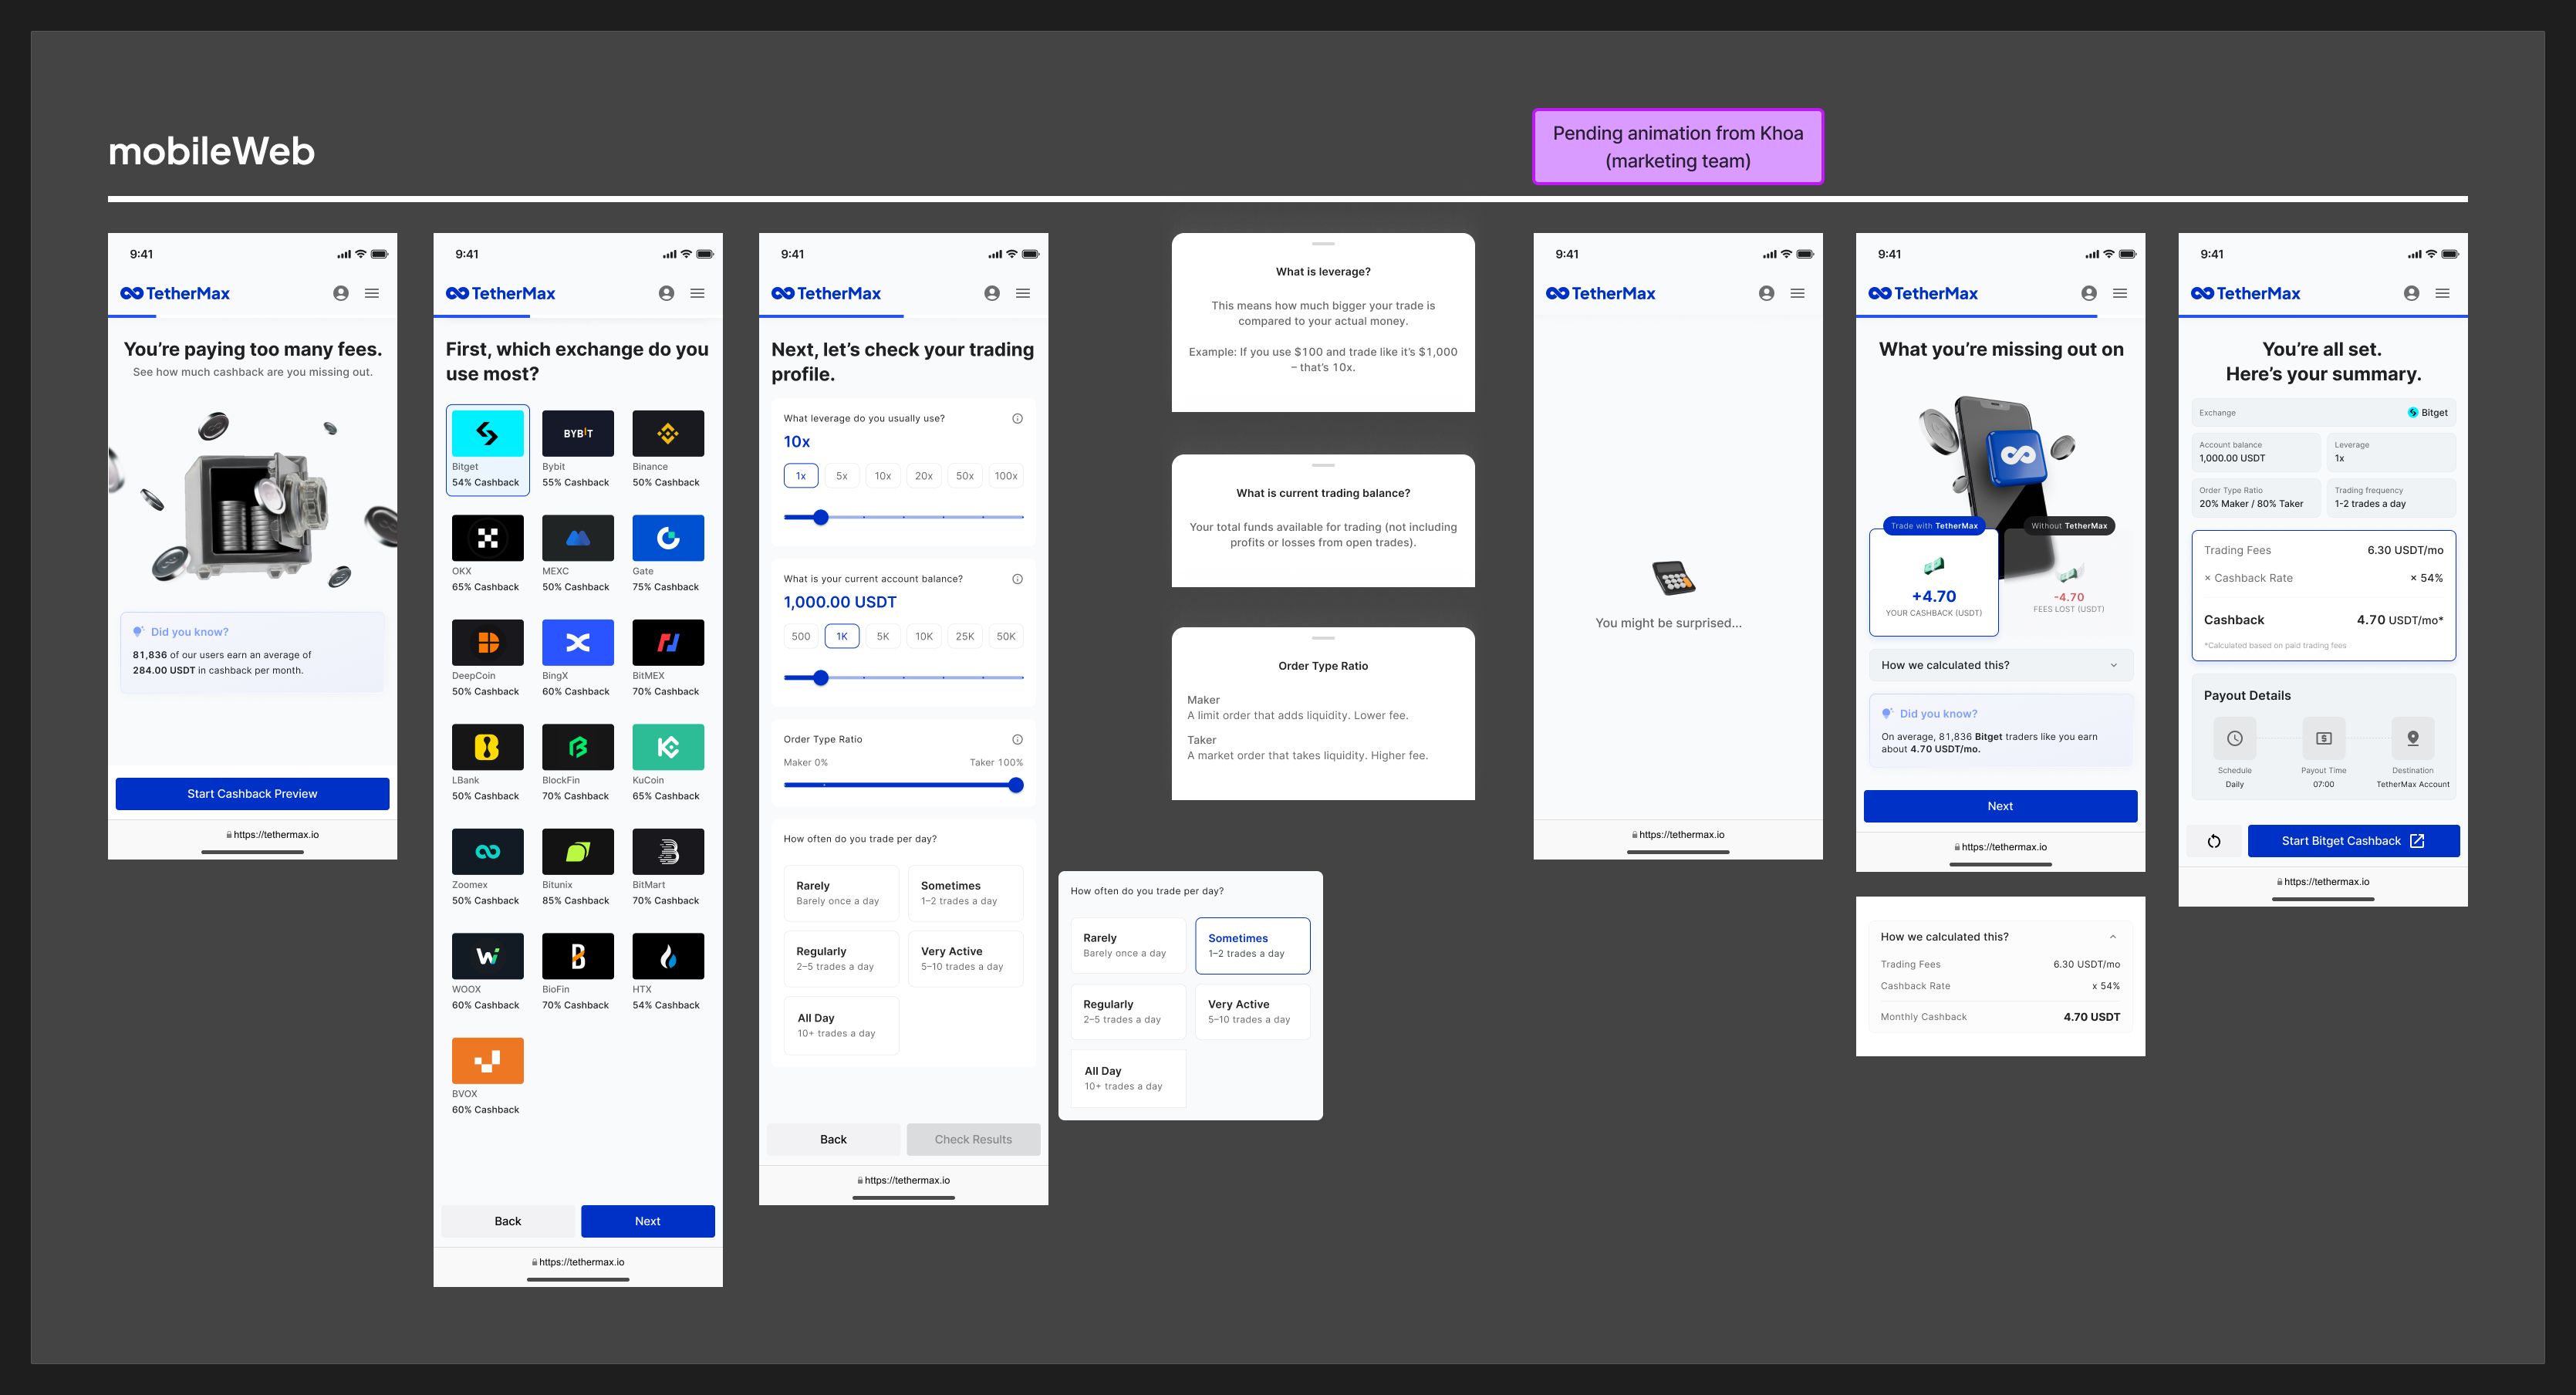 mobileWeb
Pending animation from Khoa
(marketing team)
9:41
TetherMax
You're paying too many fees.
See how much cashback are you missing out.
Did you know?
81,836 of our users earn an average of
284.00 USDT in cashback per month.
Start Cashback Preview
https://tethermax.io
9:41
TetherMax
First, which exchange do you
use most?
BYBIT
Bitget
Bybit
Binance
54% Cashback
55% Cashback
50% Cashback
OKX
MEXC
Gate
65% Cashback
50% Cashback
75% Cashback
DeepCoin
BingX
BitMEX
50% Cashback
60% Cashback
70% Cashback
LBank
BlockFin
KuCoin
50% Cashback
70% Cashback
65% Cashback
Zoomex
Bitunix
BitMart
50% Cashback
85% Cashback
70% Cashback
WOOX
BioFin
HTX
60% Cashback
70% Cashback
54% Cashback
BVOX
60% Cashback
Back
Next
https://tethermax.io
9:41
TetherMax
Next, let's check your trading
profile.
What leverage do you usually use?
10x
1x
5x
10x
20x
50x
100x
What is your current account balance?
1,000.00 USDT
500
1K
5K
10K
25K
50K
Order Type Ratio
Maker 0%
Taker 100%
How often do you trade per day?
Rarely
Barely once a day
Sometimes
1–2 trades a day
Regularly
2–5 trades a day
Very Active
5–10 trades a day
All Day
10+ trades a day
Back
Check Results
https://tethermax.io
How often do you trade per day?
Rarely
Barely once a day
Sometimes
1–2 trades a day
Regularly
2–5 trades a day
Very Active
5–10 trades a day
All Day
10+ trades a day
What is leverage?
This means how much bigger your trade is
compared to your actual money.
Example: If you use $100 and trade like it's $1,000
– that's 10x.
What is current trading balance?
Your total funds available for trading (not including
profits or losses from open trades).
Order Type Ratio
Maker
A limit order that adds liquidity. Lower fee.
Taker
A market order that takes liquidity. Higher fee.
9:41
TetherMax
You might be surprised...
https://tethermax.io
9:41
TetherMax
What you're missing out on
Trade with TetherMax
Without TetherMax
+4.70
YOUR CASHBACK (USDT)
-4.70
FEES LOST (USDT)
How we calculated this?
Did you know?
On average, 81,836 Bitget traders like you earn
about 4.70 USDT/mo.
Next
https://tethermax.io
How we calculated this?
Trading Fees
6.30 USDT/mo
Cashback Rate
x 54%
Monthly Cashback
4.70 USDT
9:41
TetherMax
You're all set.
Here's your summary.
Exchange
Bitget
Account balance
1,000.00 USDT
Leverage
1x
Order Type Ratio
20% Maker / 80% Taker
Trading frequency
1-2 trades a day
Trading Fees
6.30 USDT/mo
× Cashback Rate
× 54%
Cashback
4.70 USDT/mo*
*Calculated based on paid trading fees
Payout Details
Schedule
Daily
Payout Time
07:00
Destination
TetherMax Account
Start Bitget Cashback
https://tethermax.io